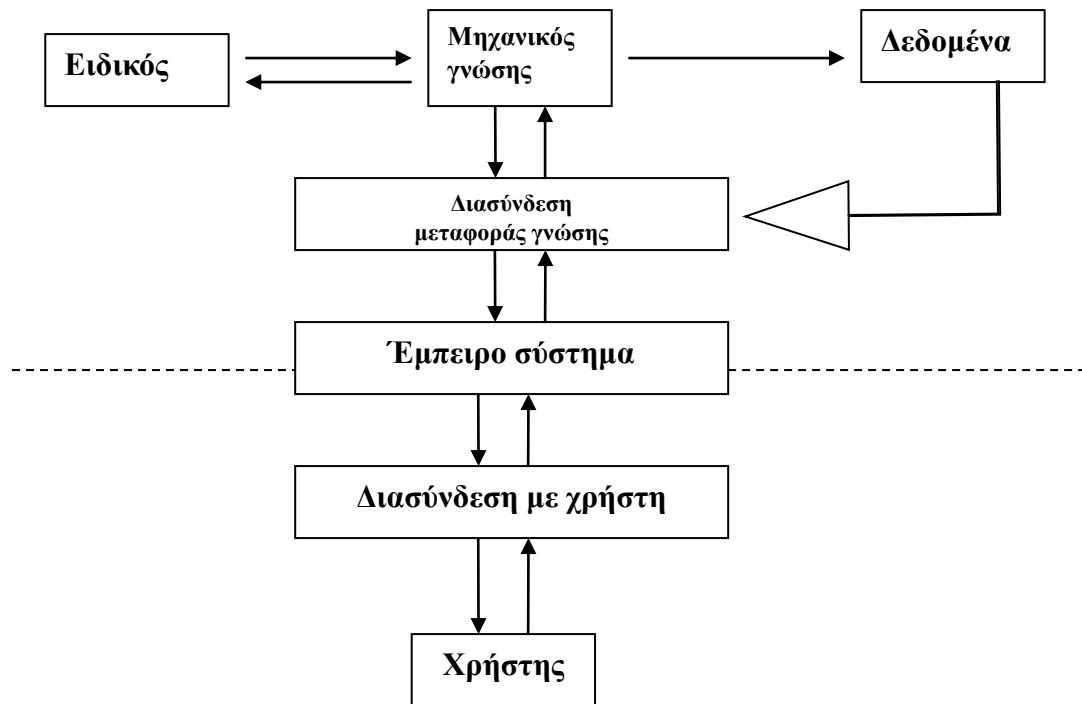 Ειδικός
Μηχανικός
γνώσης
Δεδομένα
Διασύνδεση
μεταφοράς γνώσης
Έμπειρο σύστημα
Διασύνδεση με χρήστη
Χρήστης